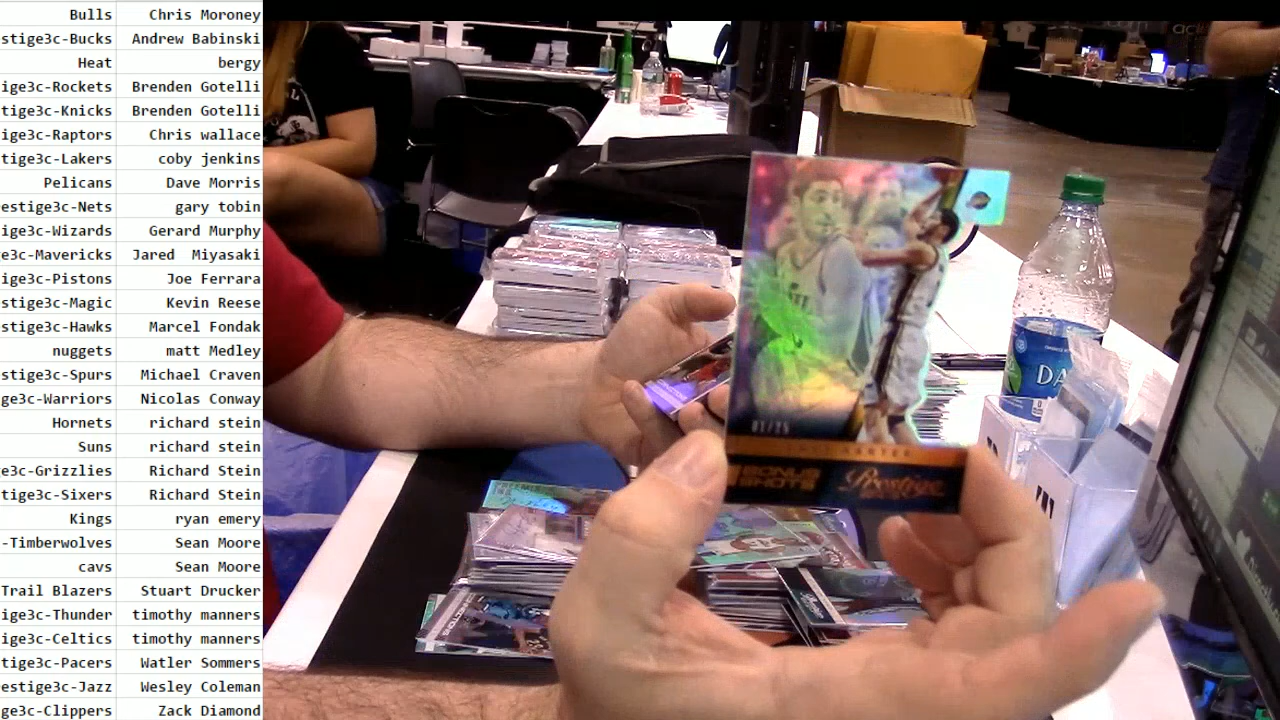 Bulls Chris Moroney
stige3c-Bucks Andrew Babinski
Heat bergy
ige3c-Rockets Brenden Gotelli
ige3c-Knicks Brenden Gotelli
ige3c-Raptors Chris wallace
tige3c-Lakers coby jenkins
Pelicans Dave Morris
estige3c-Nets gary tobin
ige3c-Wizards Gerard Murphy
e3c-Mavericks Jared Miyasaki
ige3c-Pistons Joe Ferrara
stige3c-Magic Kevin Reese
stige3c-Hawks Marcel Fondak
nuggets matt Medley
stige3c-Spurs Michael Craven
ge3c-Warriors Nicolas Conway
Hornets richard stein
Suns richard stein
e3c-Grizzlies Richard Stein
tige3c-Sixers Richard Stein
Kings ryan emery
-Timberwolves Sean Moore
cavs Sean Moore
Trail Blazers Stuart Drucker
ige3c-Thunder timothy manners
ige3c-Celtics timothy manners
tige3c-Pacers Watler Sommers
estige3c-Jazz Wesley Coleman
ge3c-Clippers Zack Diamond
01/25
KANTER
BONUS
SHOTS
Prestige
DA